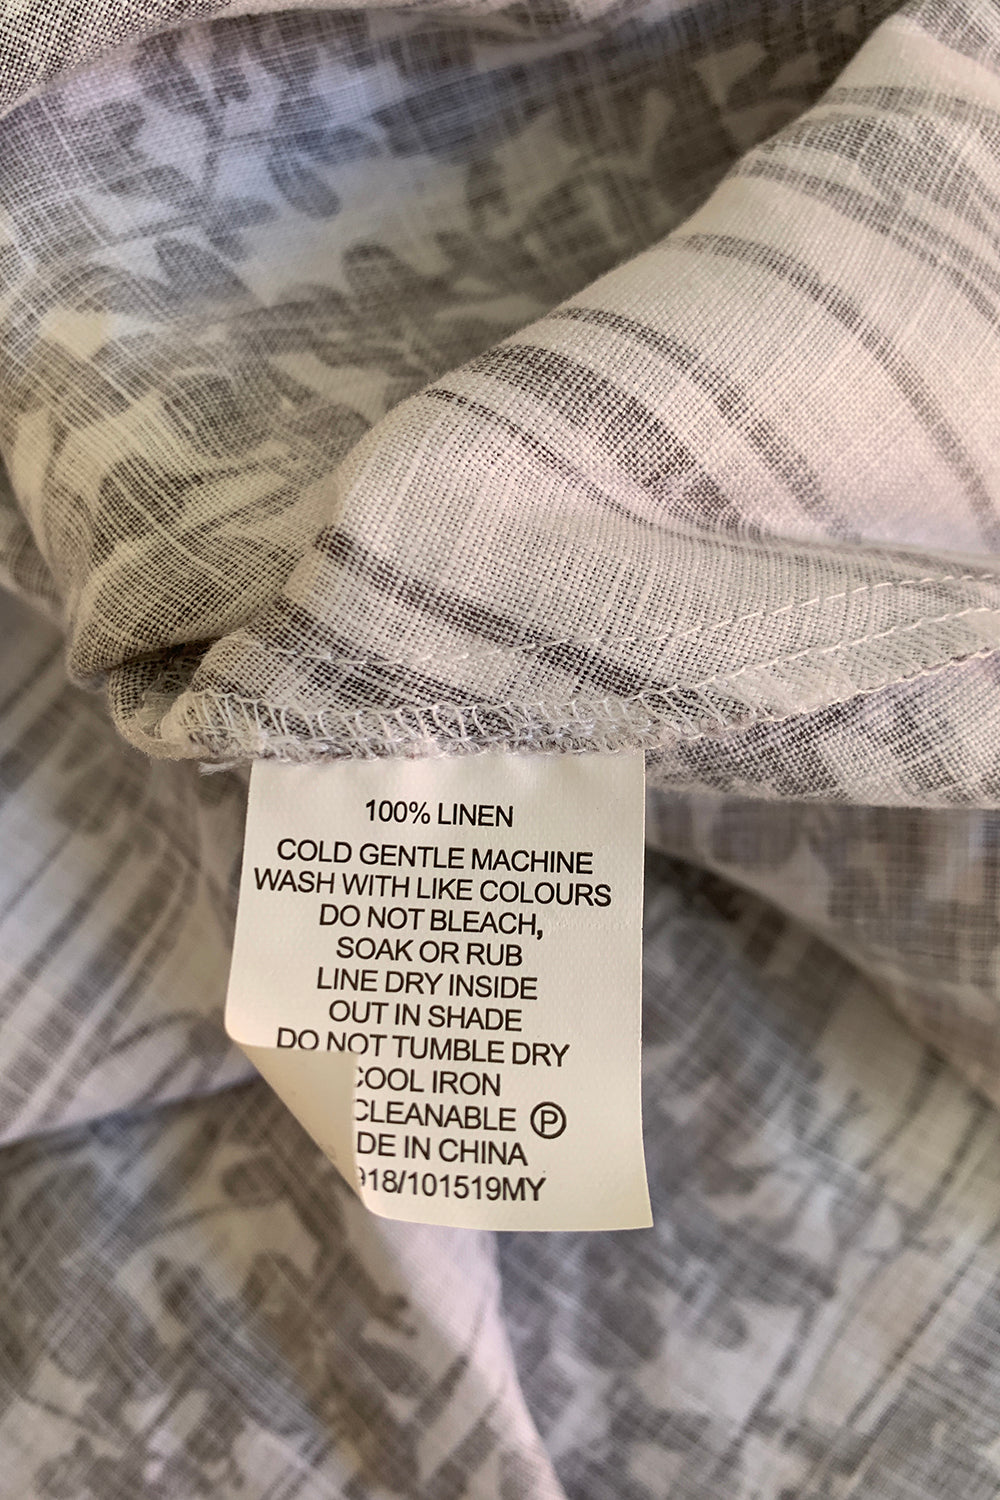 100% LINEN
COLD GENTLE MACHINE
WASH WITH LIKE COLOURS
DO NOT BLEACH,
SOAK OR RUB
LINE DRY INSIDE
OUT IN SHADE
DO NOT TUMBLE DRY
COOL IRON
CLEANABLE Ⓟ
DE IN CHINA
918/101519MY